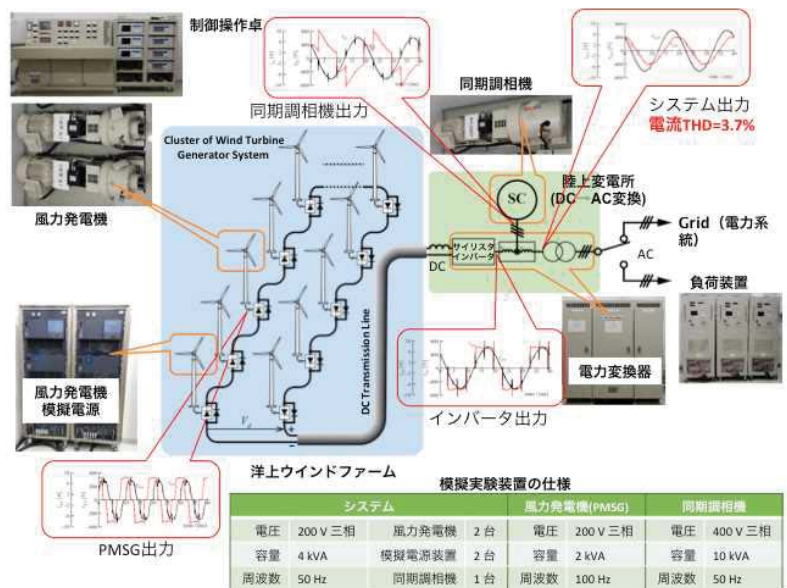 制御操作卓
同期調相機出力
同期調相機
システム出力
電流THD=3.7%
Cluster of Wind Turbine
Generator System
風力発電機
SC
陸上変電所
(DC→AC変換)
サイリスタ
インバータ
DC
AC
Grid（電力系
統）
負荷装置
DC Transmission Line
風力発電機
模擬電源
電力変換器
インバータ出力
V
+
-
PMSG出力
洋上ウインドファーム
模擬実験装置の仕様
システム 風力発電機(PMSG) 同期調相機
電圧 200 V 三相 風力発電機 2 台 電圧 200 V 三相 電圧 400 V 三相
容量 4 kVA 模擬電源装置 2 台 容量 2 kVA 容量 10 kVA
周波数 50 Hz 同期調相機 1 台 周波数 100 Hz 周波数 50 Hz